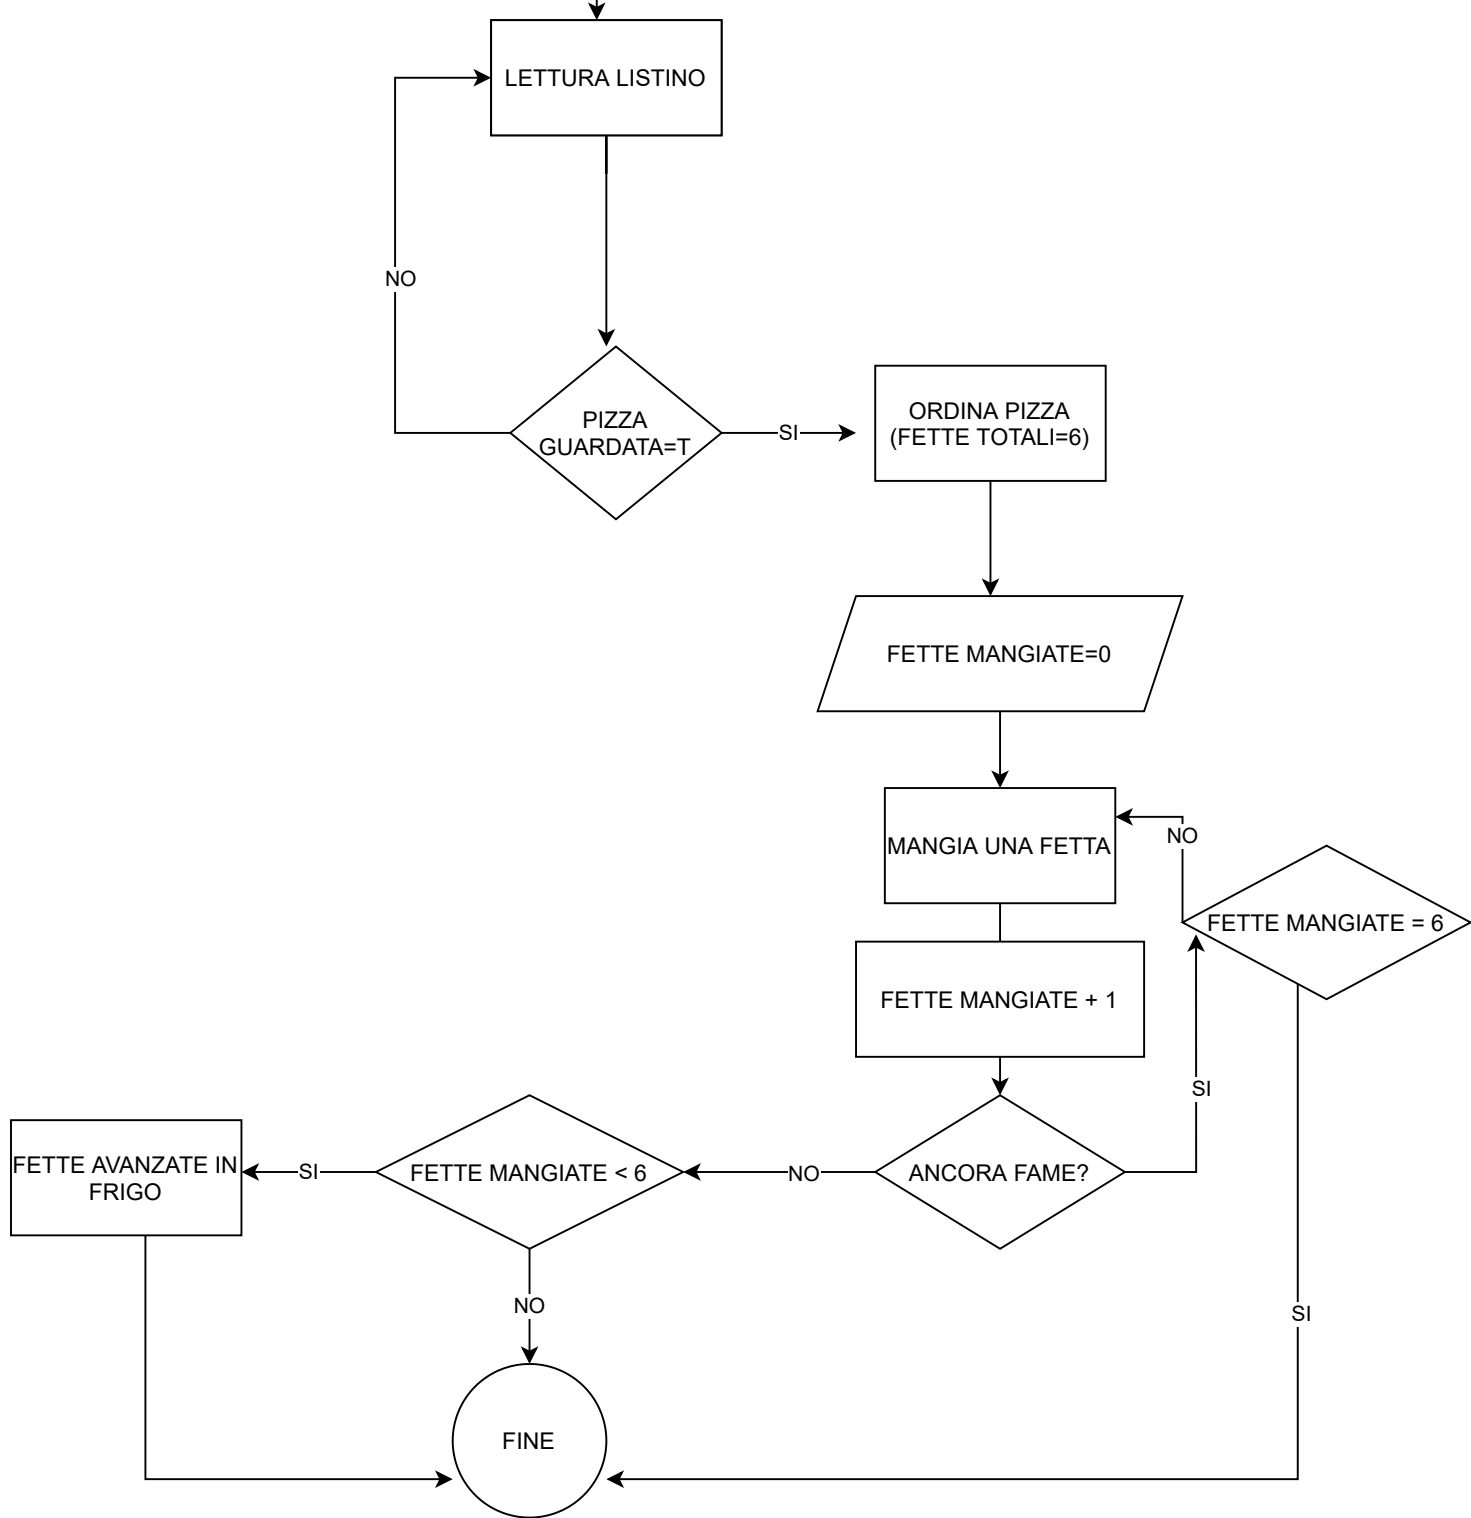 LETTURA LISTINO
NO
PIZZA
GUARDATA=T
SI
ORDINA PIZZA
(FETTE TOTALI=6)
FETTE MANGIATE=0
MANGIA UNA FETTA
NO
FETTE MANGIATE = 6
FETTE MANGIATE + 1
SI
FETTE AVANZATE IN
FRIGO
SI
FETTE MANGIATE < 6
NO
ANCORA FAME?
NO
SI
FINE